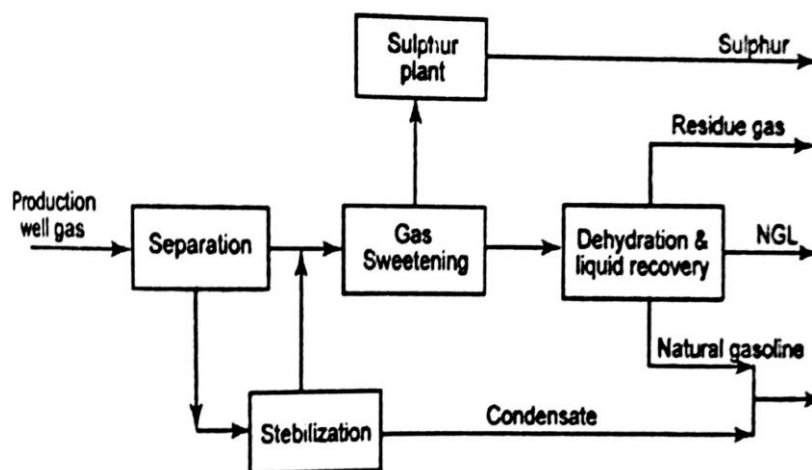 Sulphur
plant
Sulphur
Residue gas
Production
well gas
Separation
Gas
Sweetening
Dehydration &
liquid recovery
NGL
Natural gasoline
Stebilization
Condensate